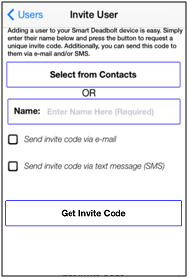 Users
Invite User
Adding a user to your Smart Deadbolt device is easy. Simply
enter their name below and press the button to request a
unique invite code. Additionally, you can send this code to
them via e-mail and/or SMS.
Select from Contacts
OR
Name: Enter Name Here (Required)
Send invite code via e-mail
Send invite code via text message (SMS)
Get Invite Code